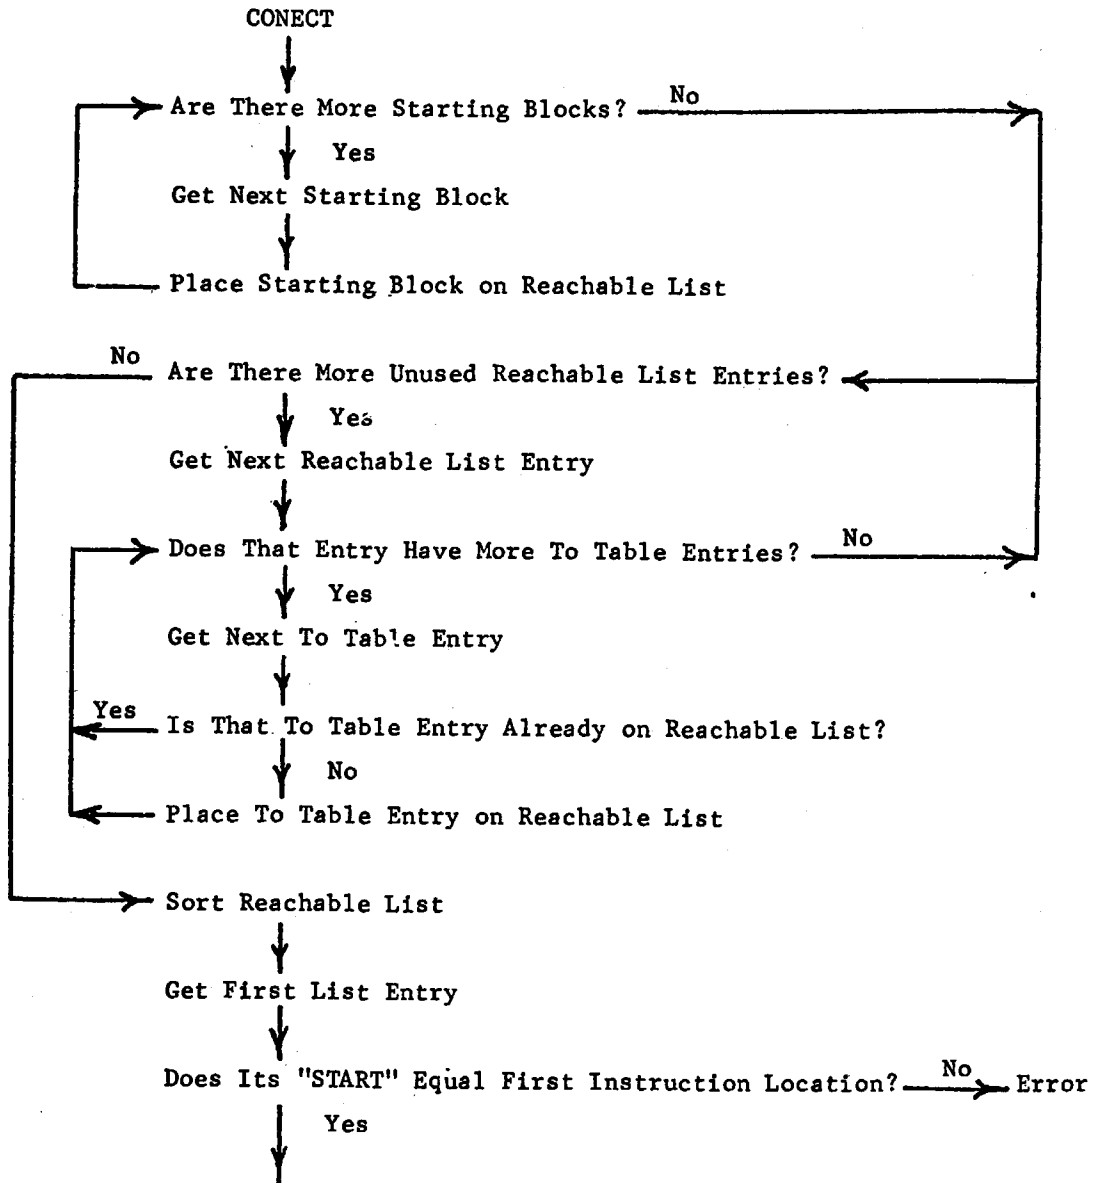 CONECT
Are There More Starting Blocks?
No
Yes
Get Next Starting Block
Place Starting Block on Reachable List
No
Are There More Unused Reachable List Entries?
Yes
Get Next Reachable List Entry
Does That Entry Have More To Table Entries?
No
Yes
Get Next To Table Entry
Yes
Is That To Table Entry Already on Reachable List?
No
Place To Table Entry on Reachable List
Sort Reachable List
Get First List Entry
Does Its "START" Equal First Instruction Location?
No
Error
Yes